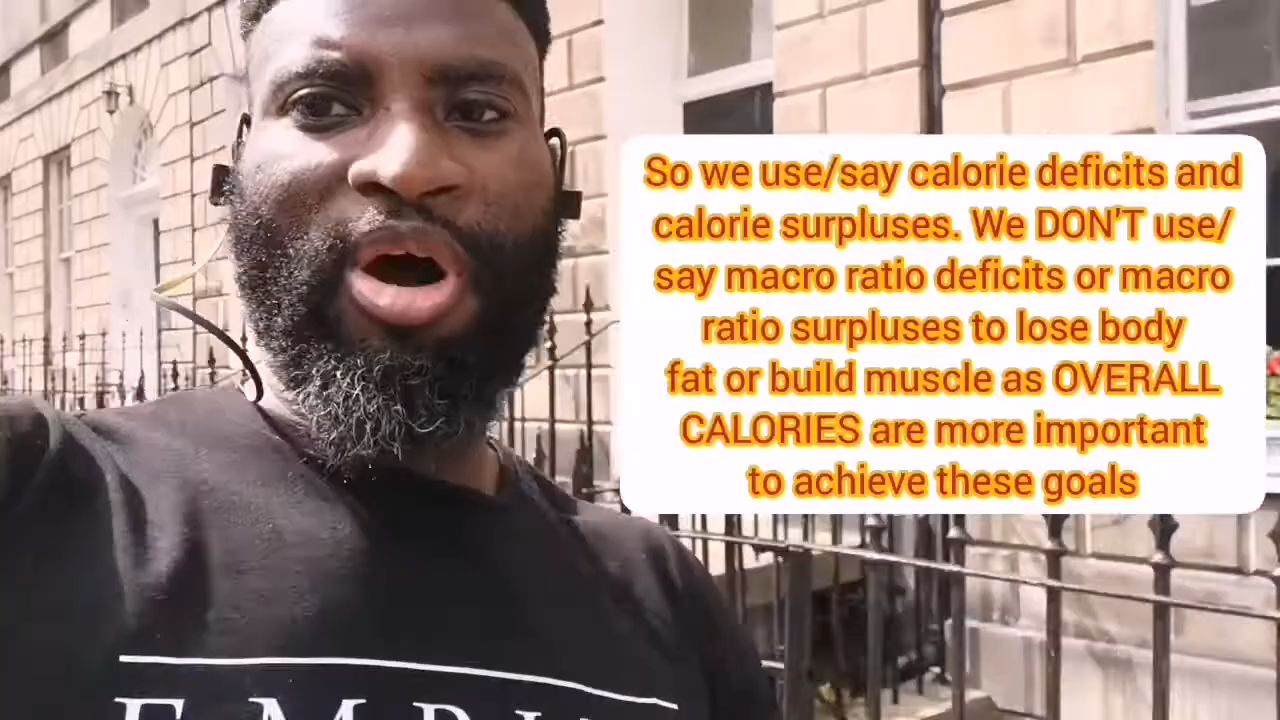 So we use/say calorie deficits and
calorie surpluses. We DON'T use/
say macro ratio deficits or macro
ratio surpluses to lose body
fat or build muscle as OVERALL
CALORIES are more important
to achieve these goals